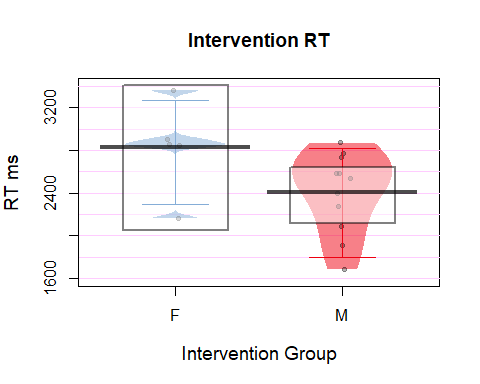 Intervention RT
RT ms
3200
2400
1600
F
M
Intervention Group